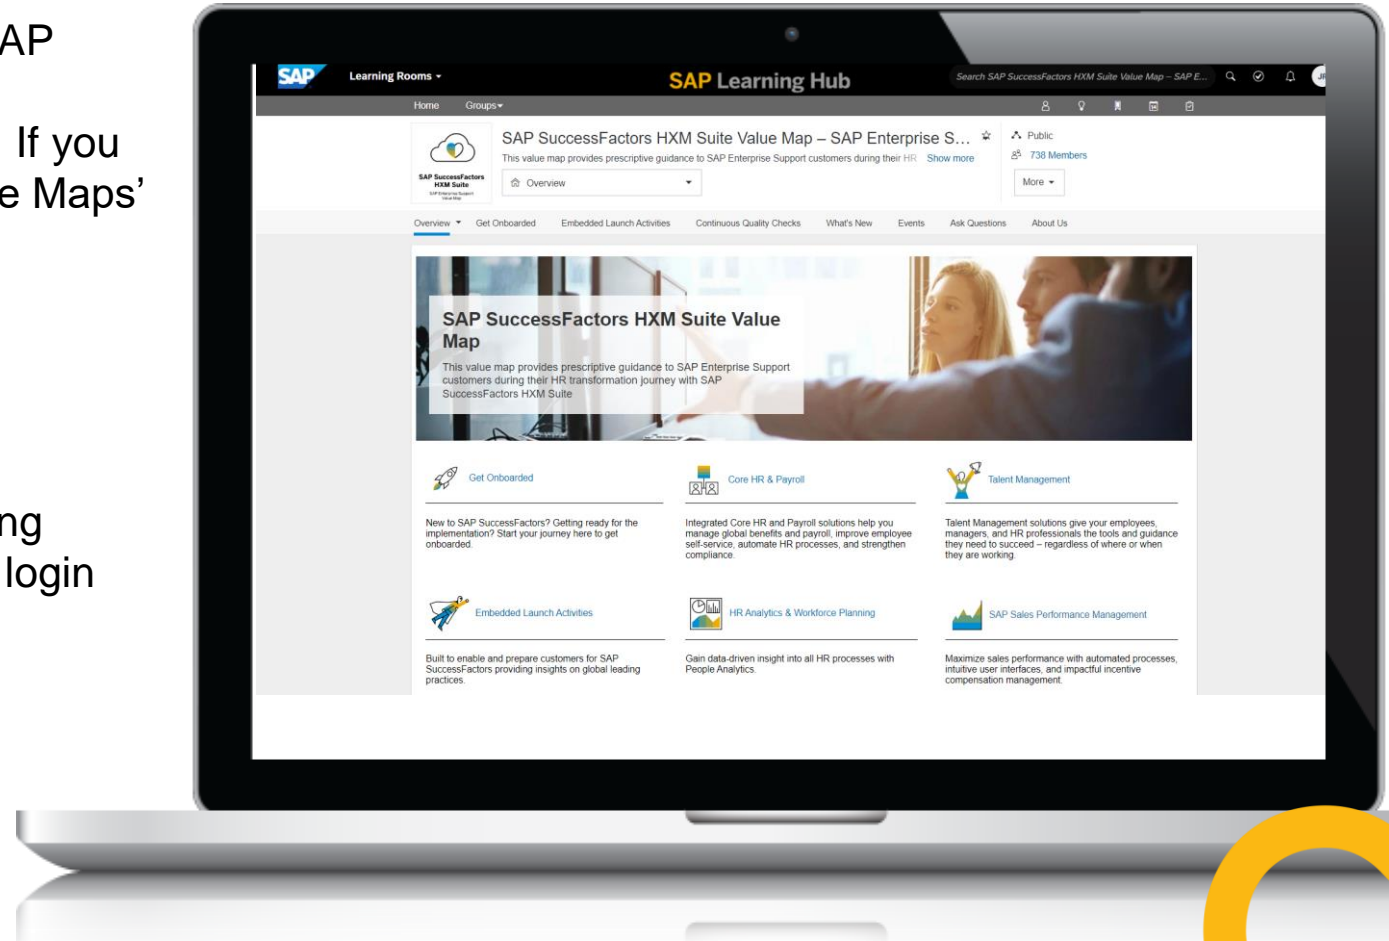 AP
If you
e Maps’
ng
login
SAP
Learning Rooms
SAP Learning Hub
Search SAP SuccessFactors HXM Suite Value Map – SAP E...
Home Groups
SAP SuccessFactors HXM Suite
SAP Enterprise Support
Value Map
SAP SuccessFactors HXM Suite Value Map – SAP Enterprise S...
This value map provides prescriptive guidance to SAP Enterprise Support customers during their HR Show more
Overview
Public
738 Members
More
Overview Get Onboarded Embedded Launch Activities Continuous Quality Checks What's New Events Ask Questions About Us
SAP SuccessFactors HXM Suite Value
Map
This value map provides prescriptive guidance to SAP Enterprise Support
customers during their HR transformation journey with SAP
SuccessFactors HXM Suite
Get Onboarded
New to SAP SuccessFactors? Getting ready for the
implementation? Start your journey here to get
onboarded.
Core HR & Payroll
Integrated Core HR and Payroll solutions help you
manage global benefits and payroll, improve employee
self-service, automate HR processes, and strengthen
compliance.
Talent Management
Talent Management solutions give your employees,
managers, and HR professionals the tools and guidance
they need to succeed – regardless of where or when
they are working.
Embedded Launch Activities
Built to enable and prepare customers for SAP
SuccessFactors providing insights on global leading
practices.
HR Analytics & Workforce Planning
Gain data-driven insight into all HR processes with
People Analytics.
SAP Sales Performance Management
Maximize sales performance with automated processes,
intuitive user interfaces, and impactful incentive
compensation management.